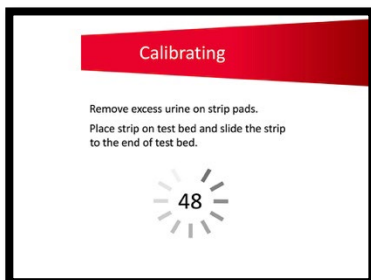 Calibrating
Remove excess urine on strip pads.
Place strip on test bed and slide the strip
to the end of test bed.
48